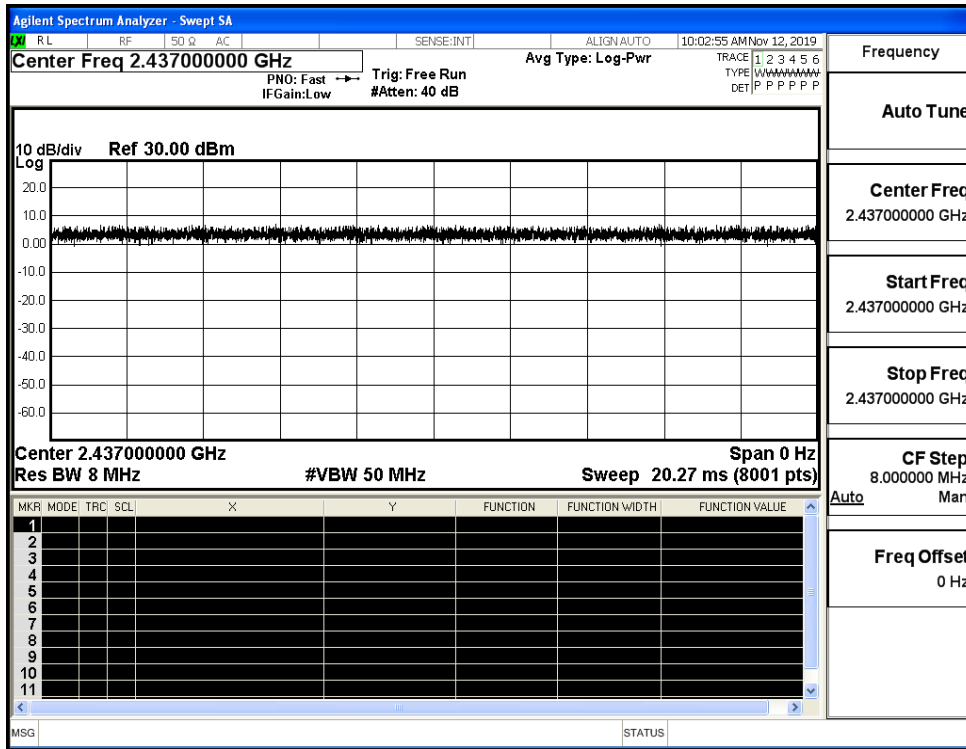 Agilent Spectrum Analyzer - Swept SA
LXI RL RF 50 Ω AC SENSE:INT ALIGN AUTO 10:02:55 AM Nov 12, 2019
Center Freq 2.437000000 GHz
PNO: Fast
IFGain:Low
Trig: Free Run
#Atten: 40 dB
Avg Type: Log-Pwr
TRACE 1 2 3 4 5 6
TYPE WWWWWW
DET P P P P P P
10 dB/div Ref 30.00 dBm
Log
20.0
10.0
0.00
-10.0
-20.0
-30.0
-40.0
-50.0
-60.0
Center 2.437000000 GHz Span 0 Hz
Res BW 8 MHz #VBW 50 MHz Sweep 20.27 ms (8001 pts)
MKR MODE TRC SCL X Y FUNCTION FUNCTION WIDTH FUNCTION VALUE
1
2
3
4
5
6
7
8
9
10
11
MSG STATUS
Frequency
Auto Tune
Center Freq
2.437000000 GHz
Start Freq
2.437000000 GHz
Stop Freq
2.437000000 GHz
CF Step
8.000000 MHz
Auto Man
Freq Offset
0 Hz